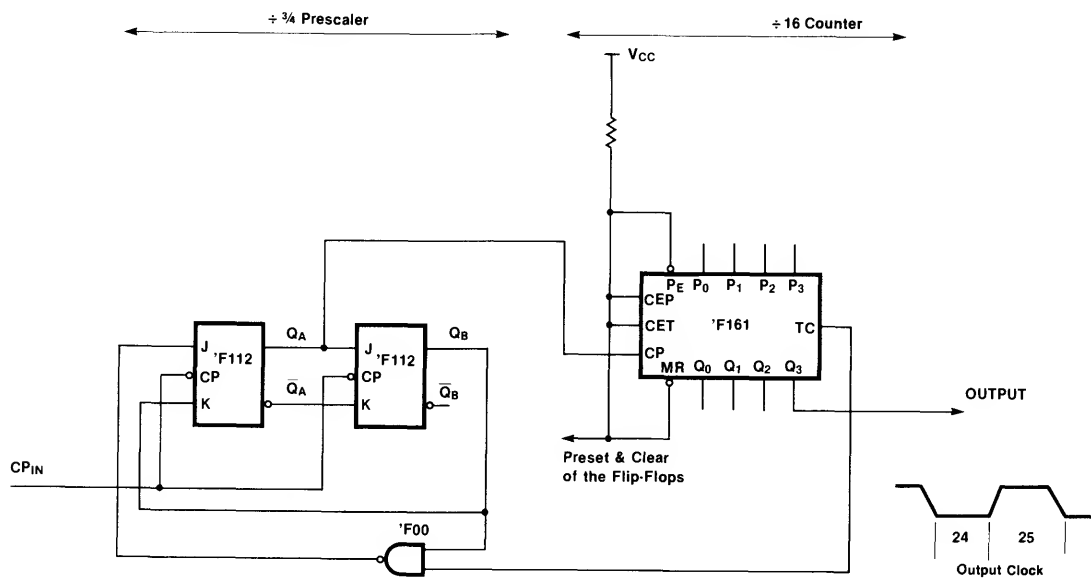 ÷ ¾ Prescaler
÷ 16 Counter
VCC
PE P0 P1 P2 P3
CEP
CET
'F161
TC
CP
MR Q0 Q1 Q2 Q3
OUTPUT
QA
QB
J
'F112
CP
K
Q̅A
J
'F112
CP
K
Q̅B
Preset & Clear
of the Flip-Flops
CPIN
'F00
24
25
Output Clock